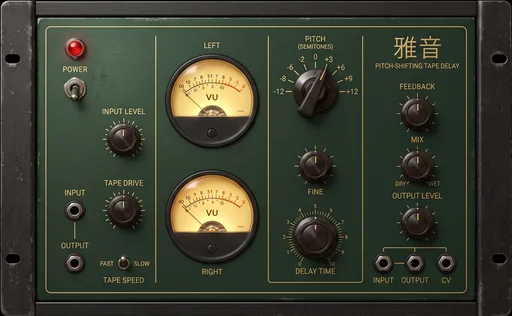 POWER
INPUT LEVEL
INPUT
TAPE DRIVE
OUTPUT
FAST SLOW
TAPE SPEED
LEFT
VU
VU
RIGHT
PITCH
(SEMITONES)
-2 0 +3
-6 +6
-9 +9
-12 +12
FINE
DELAY TIME
雅音
PITCH-SHIFTING TAPE DELAY
FEEDBACK
MIX
DRY WET
OUTPUT LEVEL
INPUT OUTPUT CV